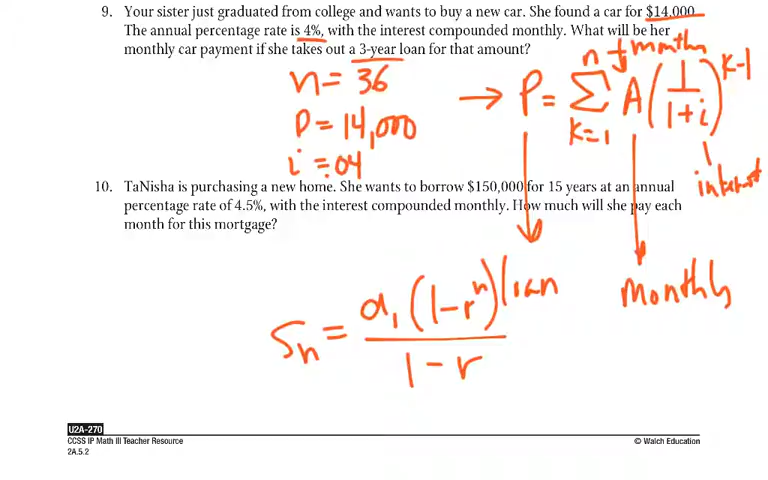 9. Your sister just graduated from college and wants to buy a new car. She found a car for $14,000.
The annual percentage rate is 4%, with the interest compounded monthly. What will be her
monthly car payment if she takes out a 3-year loan for that amount?
n = 36
# months
→ P = n ∑ k=1 A(1/1+i)^k-1
P = 14,000
i = .04
interest
10. TaNisha is purchasing a new home. She wants to borrow $150,000 for 15 years at an annual
percentage rate of 4.5%, with the interest compounded monthly. How much will she pay each
month for this mortgage?
loan
monthly
Sn = a₁(1-rⁿ)/1-r
U2A-270
CCSS IP Math III Teacher Resource
2A.5.2
© Walch Education